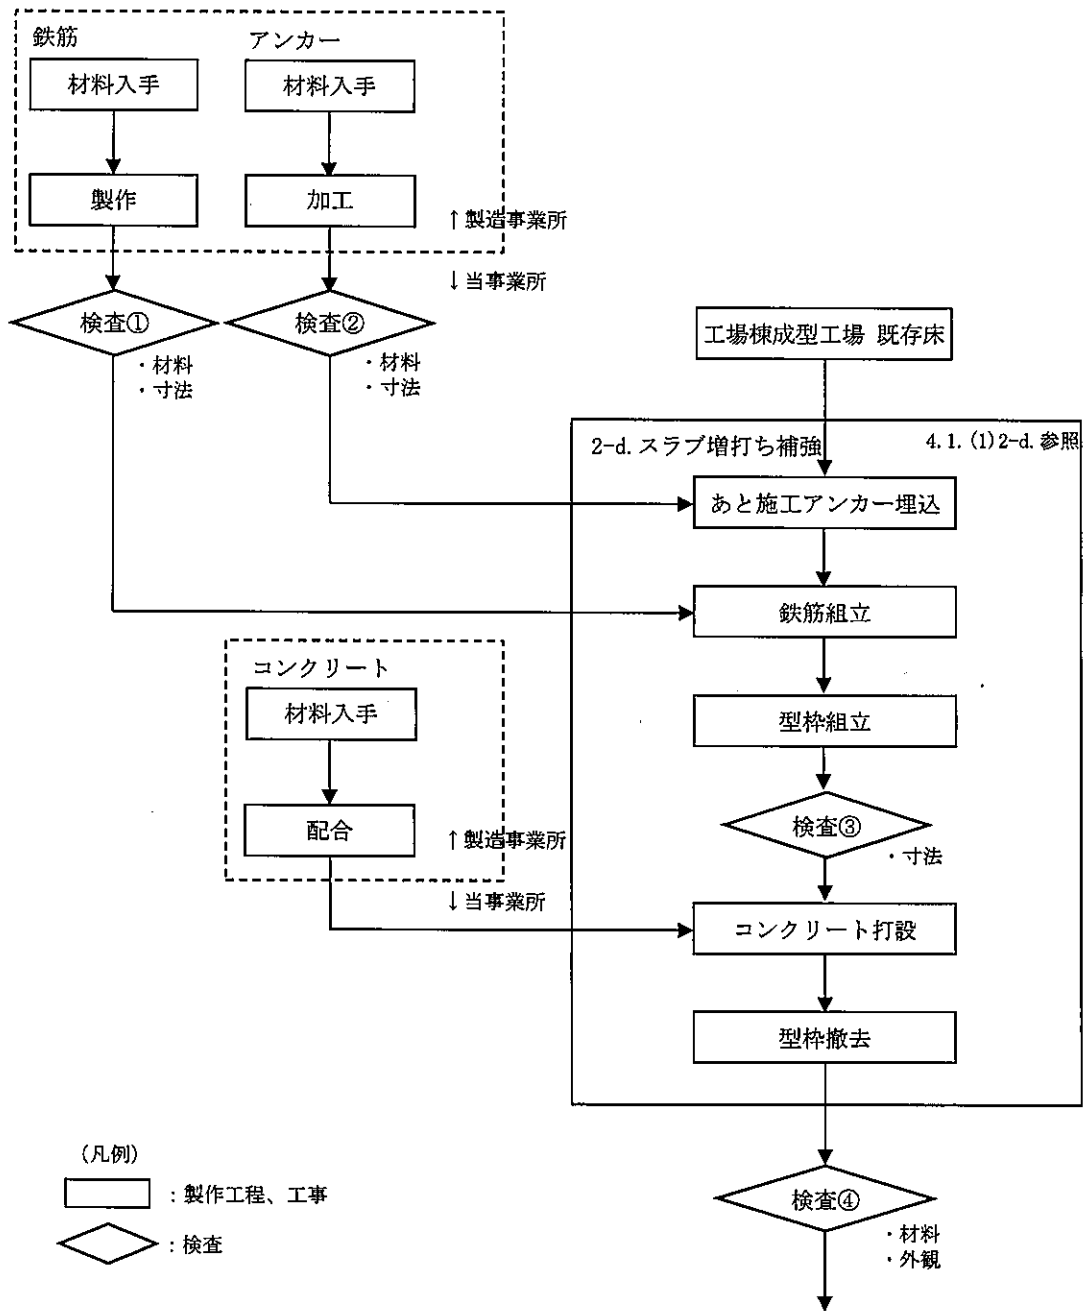 鉄筋
アンカー
材料入手
材料入手
製作
加工
↑製造事業所
↓当事業所
検査①
検査②
・材料
・寸法
・材料
・寸法
工場棟成型工場 既存床
2-d.スラブ増打ち補強
4.1.(1)2-d.参照
あと施工アンカー埋込
鉄筋組立
コンクリート
材料入手
型枠組立
配合
↑製造事業所
↓当事業所
検査③
・寸法
コンクリート打設
型枠撤去
(凡例)
:製作工程、工事
:検査
検査④
・材料
・外観